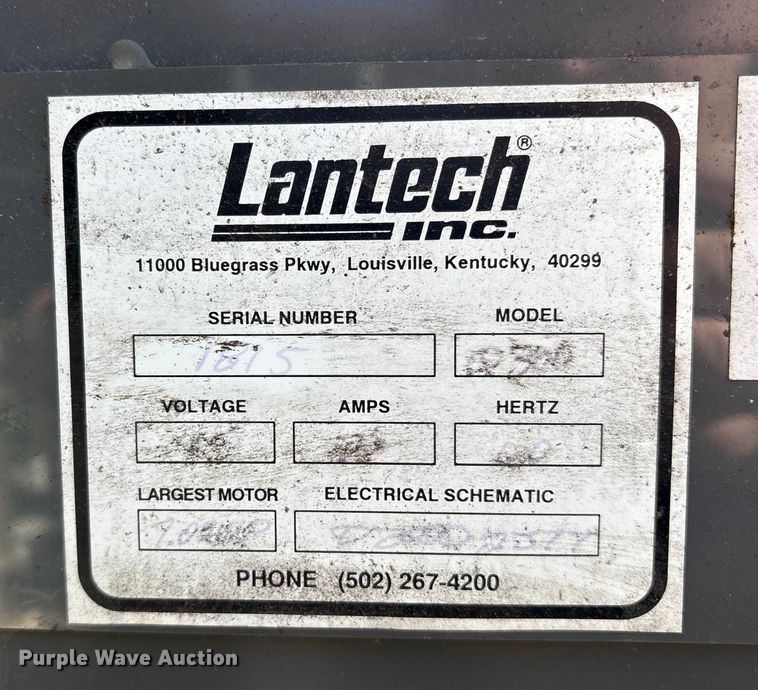 Lantech®
INC.
11000 Bluegrass Pkwy, Louisville, Kentucky, 40299
SERIAL NUMBER MODEL
1215
VOLTAGE AMPS HERTZ
LARGEST MOTOR ELECTRICAL SCHEMATIC
PHONE (502) 267-4200
Purple Wave Auction